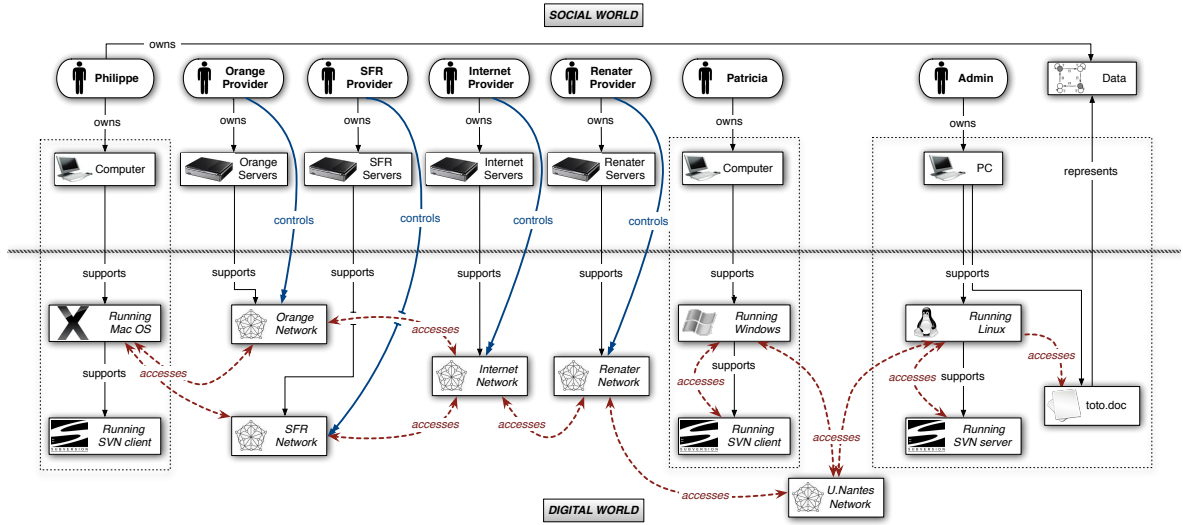 SOCIAL WORLD
owns
Philippe
Orange
Provider
SFR
Provider
Internet
Provider
Renater
Provider
Patricia
Admin
Data
owns
owns
owns
owns
owns
owns
owns
Computer
Orange
Servers
SFR
Servers
Internet
Servers
Renater
Servers
Computer
PC
represents
controls
controls
controls
controls
supports
supports
supports
supports
supports
supports
supports
Running
Mac OS
Orange
Network
Running
Windows
Running
Linux
accesses
accesses
Internet
Network
Renater
Network
supports
accesses
supports
accesses
supports
accesses
accesses
toto.doc
Running
SVN client
SUBVERSION
SFR
Network
accesses
accesses
Running
SVN client
SUBVERSION
accesses
Running
SVN server
SUBVERSION
accesses
U.Nantes
Network
DIGITAL WORLD